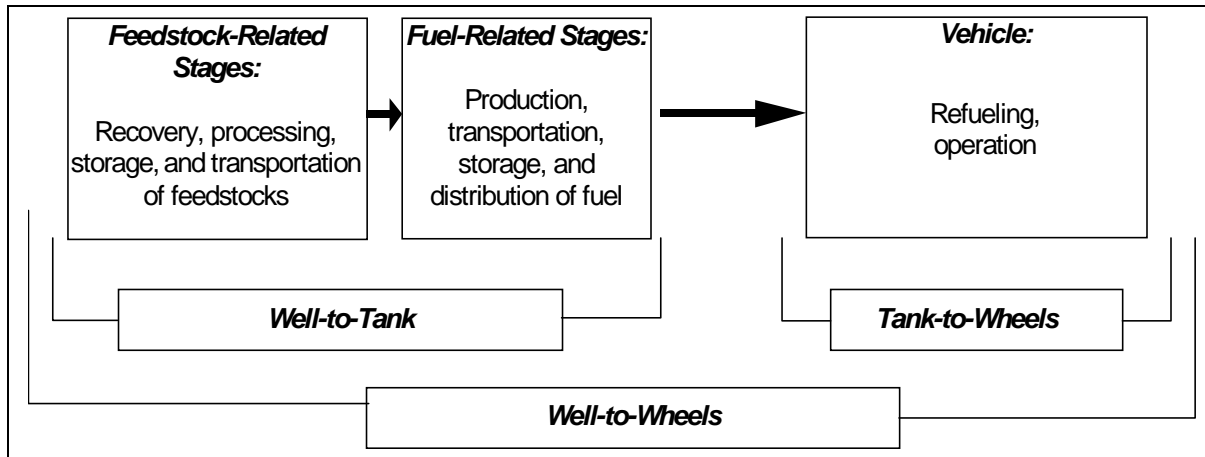 Feedstock-Related
Stages:
Recovery, processing,
storage, and transportation
of feedstocks
Fuel-Related Stages:
Production,
transportation,
storage, and
distribution of fuel
Vehicle:
Refueling,
operation
Well-to-Tank
Tank-to-Wheels
Well-to-Wheels